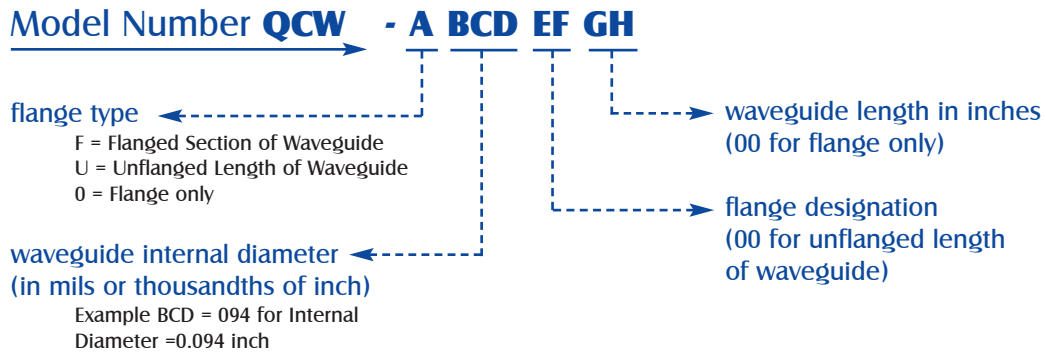 Model Number QCW - A BCD EF GH
flange type
F = Flanged Section of Waveguide
U = Unflanged Length of Waveguide
0 = Flange only
waveguide internal diameter
(in mils or thousandths of inch)
Example BCD = 094 for Internal
Diameter =0.094 inch
waveguide length in inches
(00 for flange only)
flange designation
(00 for unflanged length
of waveguide)